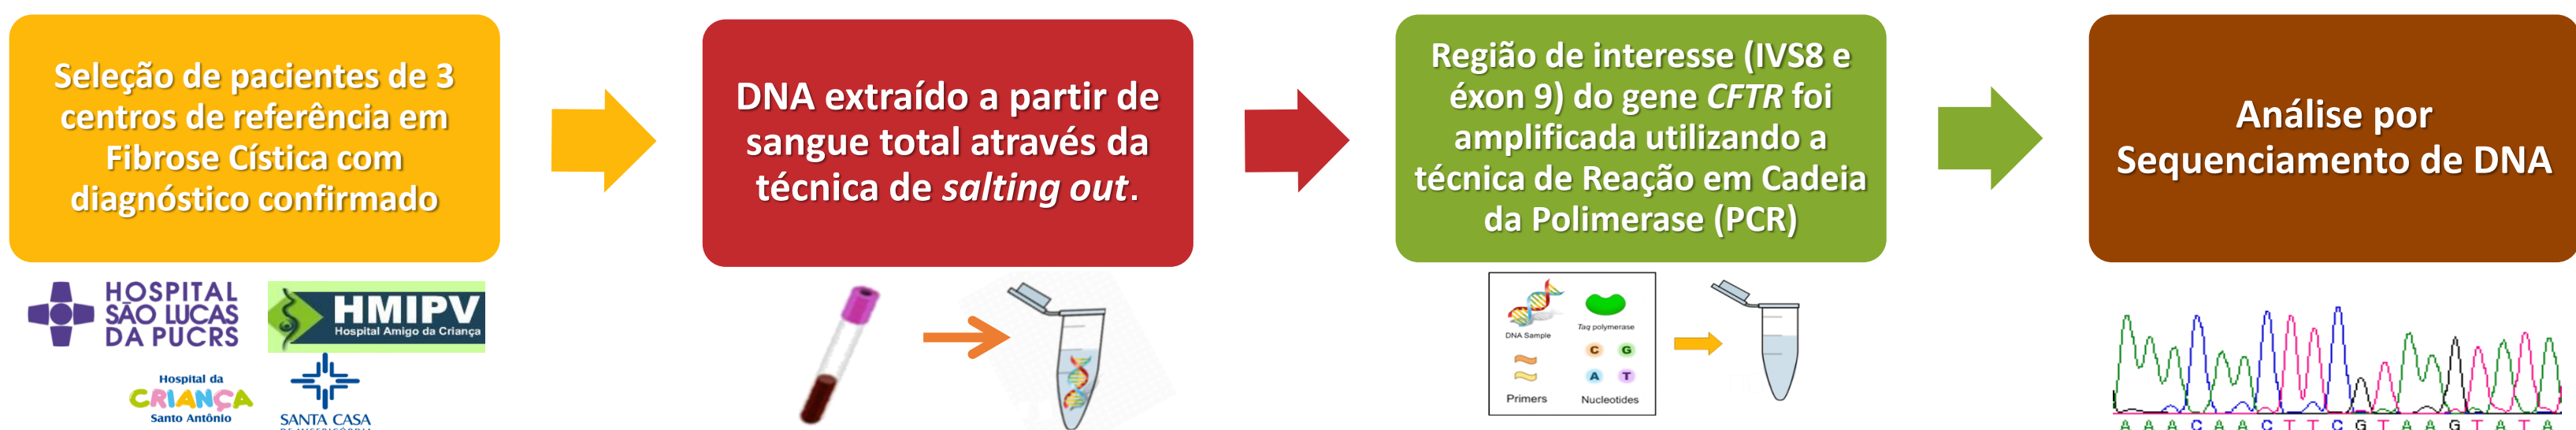 Seleção de pacientes de 3
centros de referência em
Fibrose Cística com
diagnóstico confirmado
DNA extraído a partir de
sangue total através da
técnica de salting out.
Região de interesse (IVS8 e
éxon 9) do gene CFTR foi
amplificada utilizando a
técnica de Reação em Cadeia
da Polimerase (PCR)
Análise por
Sequenciamento de DNA
HOSPITAL
SÃO LUCAS
DA PUCRS
HMIPV
Hospital Amigo da Criança
Hospital da
CRIANÇA
Santo Antônio
SANTA CASA
DE MISERICÓRDIA
DNA Sample
Taq polymerase
C G
A T
Primers
Nucleotides
A A A C A A C T T C G T A A G T A T A